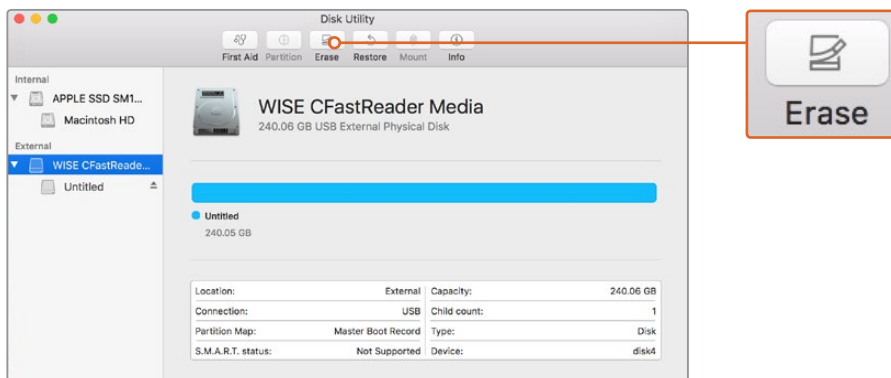 Disk Utility
First Aid Partition Erase Restore Mount Info
Erase
Internal
APPLE SSD SM1...
Macintosh HD
External
WISE CFastReade...
Untitled
WISE CFastReader Media
240.06 GB USB External Physical Disk
Untitled
240.05 GB
Location: External Capacity: 240.06 GB
Connection: USB Child count: 1
Partition Map: Master Boot Record Type: Disk
S.M.A.R.T. status: Not Supported Device: disk4